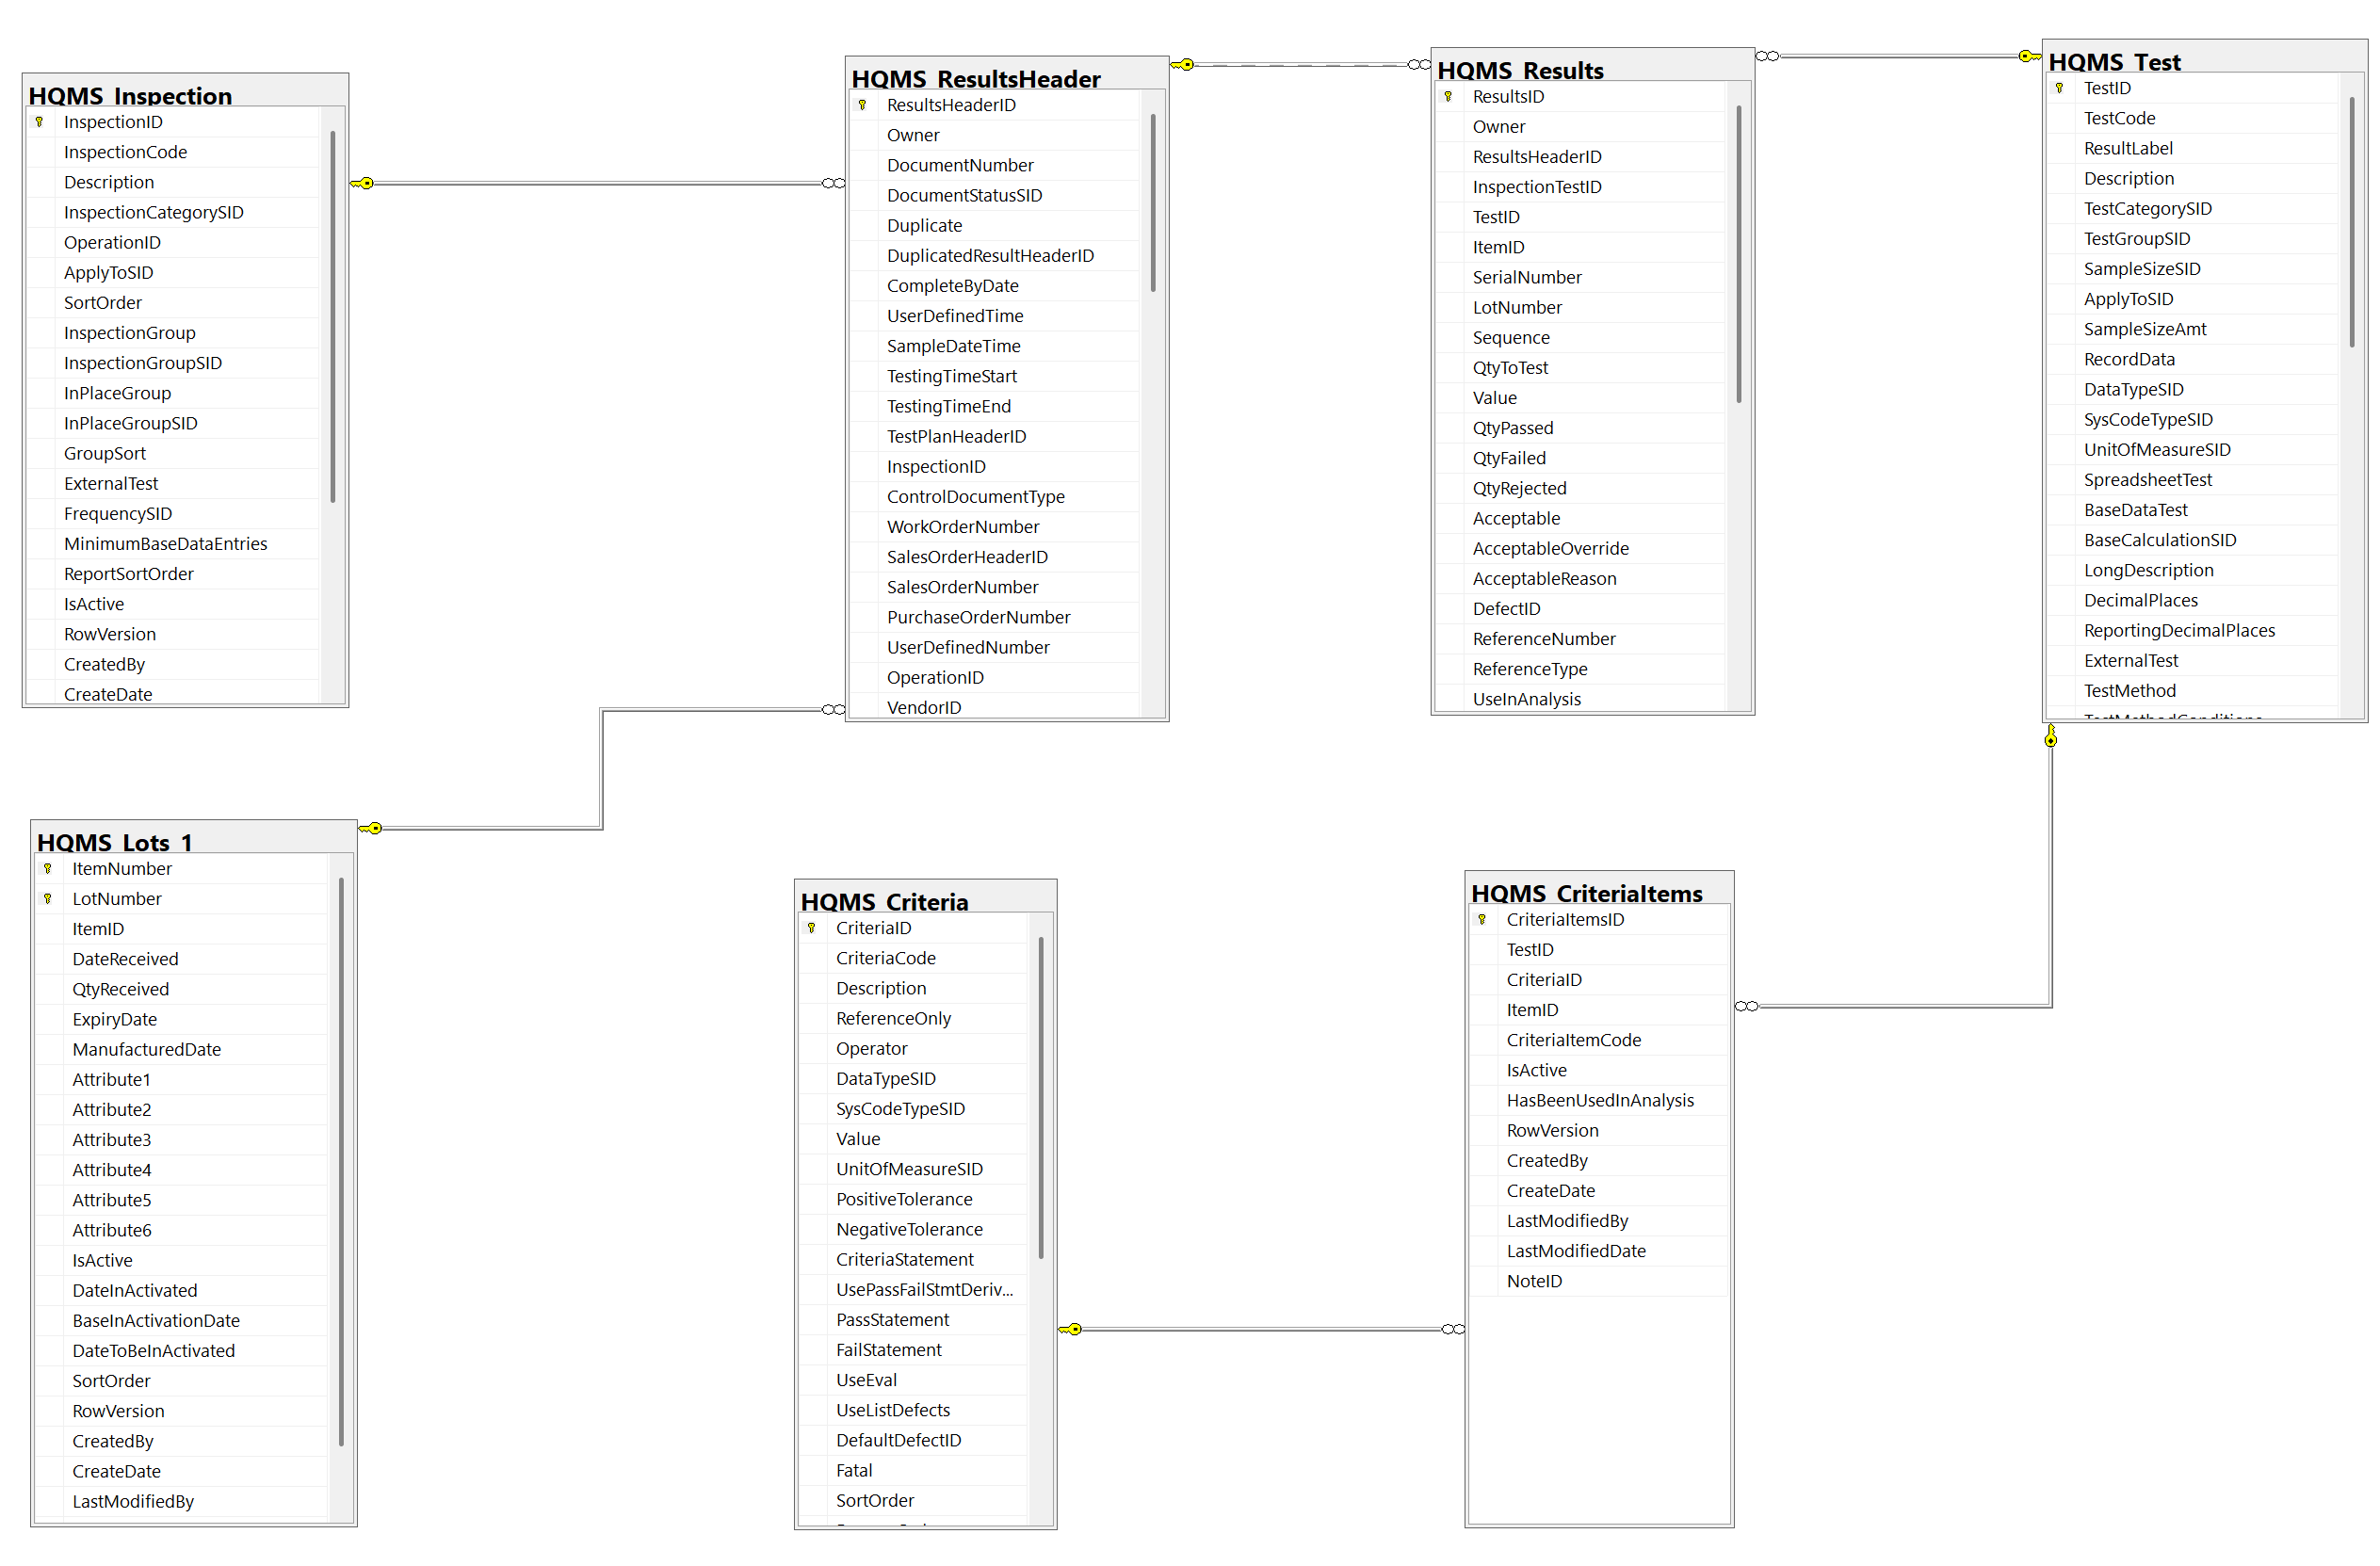 HQMS_Inspection
InspectionID
InspectionCode
Description
InspectionCategorySID
OperationID
ApplyToSID
SortOrder
InspectionGroup
InspectionGroupSID
InPlaceGroup
InPlaceGroupSID
GroupSort
ExternalTest
FrequencySID
MinimumBaseDataEntries
ReportSortOrder
IsActive
RowVersion
CreatedBy
CreateDate
HQMS_ResultsHeader
ResultsHeaderID
Owner
DocumentNumber
DocumentStatusSID
Duplicate
DuplicatedResultHeaderID
CompleteByDate
UserDefinedTime
SampleDateTime
TestingTimeStart
TestingTimeEnd
TestPlanHeaderID
InspectionID
ControlDocumentType
WorkOrderNumber
SalesOrderHeaderID
SalesOrderNumber
PurchaseOrderNumber
UserDefinedNumber
OperationID
VendorID
HQMS_Results
ResultsID
Owner
ResultsHeaderID
InspectionTestID
TestID
ItemID
SerialNumber
LotNumber
Sequence
QtyToTest
Value
QtyPassed
QtyFailed
QtyRejected
Acceptable
AcceptableOverride
AcceptableReason
DefectID
ReferenceNumber
ReferenceType
UseInAnalysis
HQMS_Test
TestID
TestCode
ResultLabel
Description
TestCategorySID
TestGroupSID
SampleSizeSID
ApplyToSID
SampleSizeAmt
RecordData
DataTypeSID
SysCodeTypeSID
UnitOfMeasureSID
SpreadsheetTest
BaseDataTest
BaseCalculationSID
LongDescription
DecimalPlaces
ReportingDecimalPlaces
ExternalTest
TestMethod
HQMS_Lots_1
ItemNumber
LotNumber
ItemID
DateReceived
QtyReceived
ExpiryDate
ManufacturedDate
Attribute1
Attribute2
Attribute3
Attribute4
Attribute5
Attribute6
IsActive
DateInActivated
BaseInActivationDate
DateToBeInActivated
SortOrder
RowVersion
CreatedBy
CreateDate
LastModifiedBy
HQMS_Criteria
CriteriaID
CriteriaCode
Description
ReferenceOnly
Operator
DataTypeSID
SysCodeTypeSID
Value
UnitOfMeasureSID
PositiveTolerance
NegativeTolerance
CriteriaStatement
UsePassFailStmtDeriv...
PassStatement
FailStatement
UseEval
UseListDefects
DefaultDefectID
Fatal
SortOrder
HQMS_CriteriaItems
CriteriaItemsID
TestID
CriteriaID
ItemID
CriteriaItemCode
IsActive
HasBeenUsedInAnalysis
RowVersion
CreatedBy
CreateDate
LastModifiedBy
LastModifiedDate
NoteID